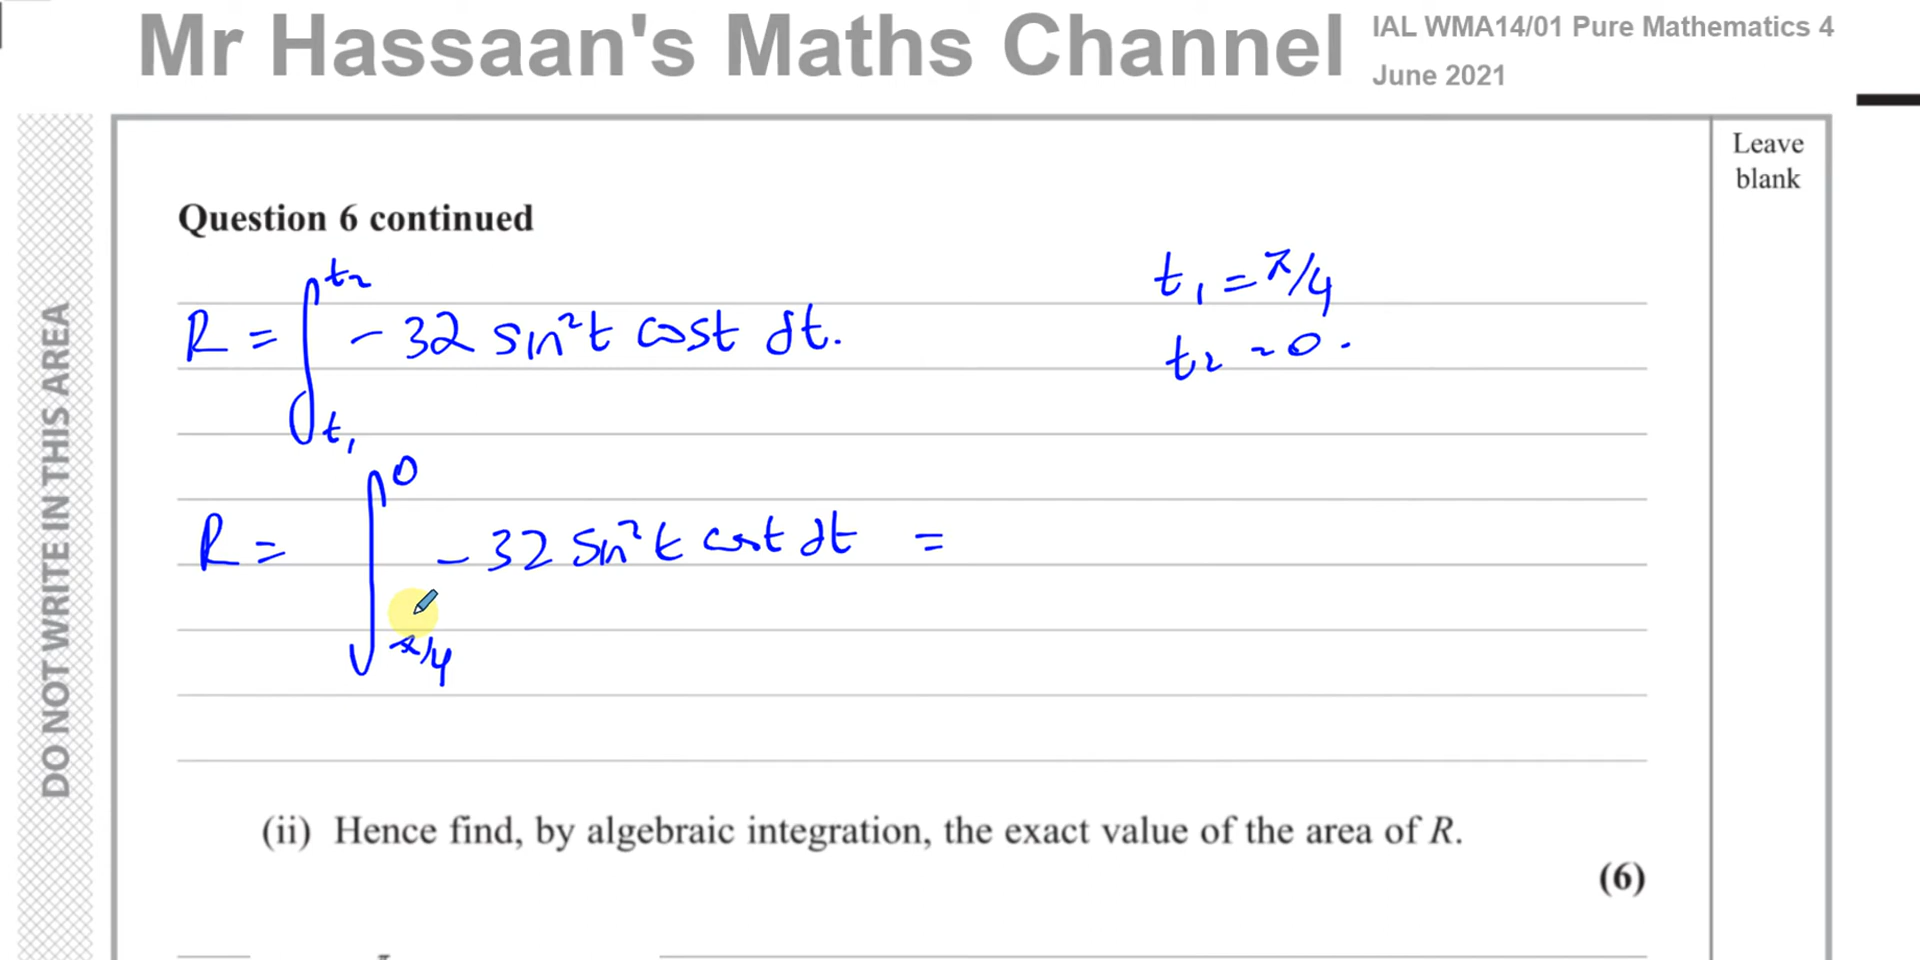 Mr Hassaan's Maths Channel
IAL WMA14/01 Pure Mathematics 4
June 2021
Leave
blank
DO NOT WRITE IN THIS AREA
Question 6 continued
R = ∫_{t₁}^{t₂} - 32 sin²t cost dt.
t₁ = π/4
t₂ = 0.
R = ∫_{π/4}^{0} - 32 sin²t cost dt =
(ii) Hence find, by algebraic integration, the exact value of the area of R.
(6)